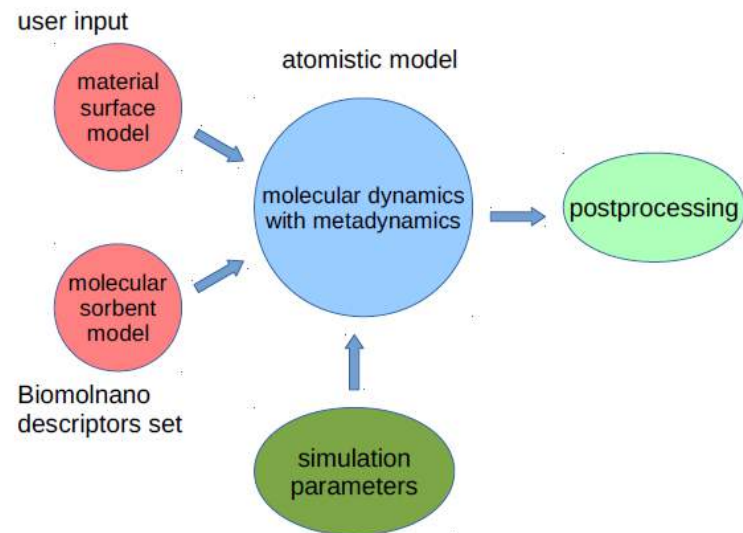 user input
material
surface
model
atomistic model
molecular dynamics
with metadynamics
postprocessing
molecular
sorbent
model
Biomolnano
descriptors set
simulation
parameters